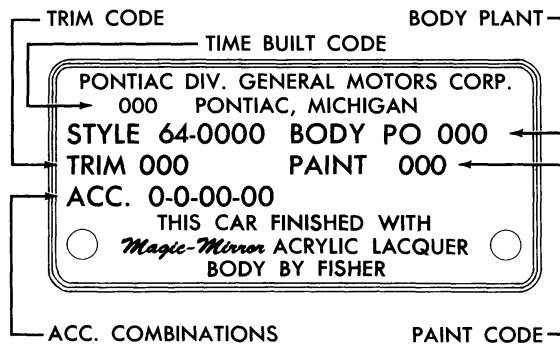 TRIM CODE BODY PLANT
TIME BUILT CODE
PONTIAC DIV. GENERAL MOTORS CORP.
000 PONTIAC, MICHIGAN
STYLE 64-0000 BODY PO 000
TRIM 000 PAINT 000
ACC. 0-0-00-00
THIS CAR FINISHED WITH
Magic-Mirror ACRYLIC LACQUER
BODY BY FISHER
ACC. COMBINATIONS PAINT CODE